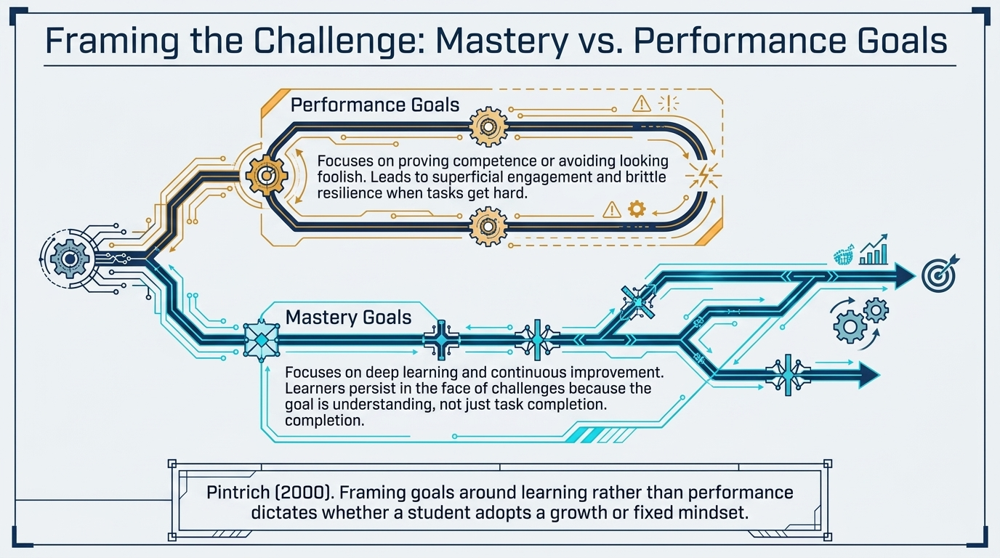 Framing the Challenge: Mastery vs. Performance Goals
Performance Goals
Focuses on proving competence or avoiding looking
foolish. Leads to superficial engagement and brittle
resilience when tasks get hard.
Mastery Goals
Focuses on deep learning and continuous improvement.
Learners persist in the face of challenges because the
goal is understanding, not just task completion.
completion.
Pintrich (2000). Framing goals around learning rather than performance
dictates whether a student adopts a growth or fixed mindset.